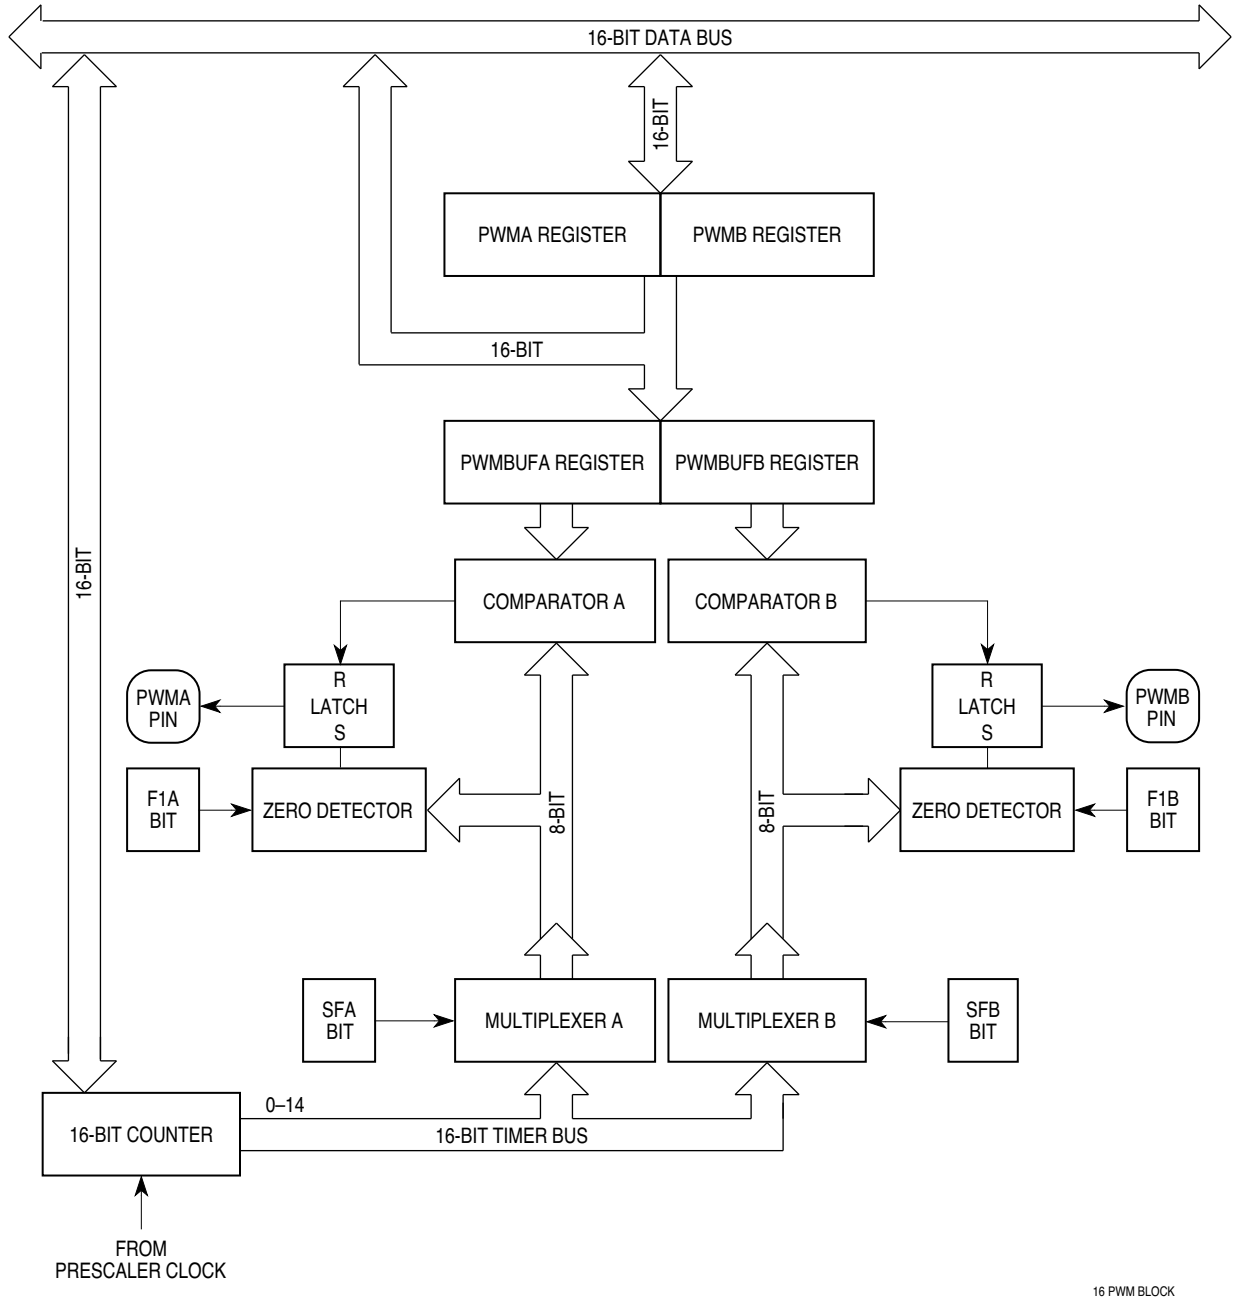 16-BIT DATA BUS
16-BIT
PWMA REGISTER
PWMB REGISTER
16-BIT
PWMBUFA REGISTER
PWMBUFB REGISTER
16-BIT
COMPARATOR A
COMPARATOR B
PWMA
PIN
R
LATCH
S
R
LATCH
S
PWMB
PIN
F1A
BIT
ZERO DETECTOR
8-BIT
8-BIT
ZERO DETECTOR
F1B
BIT
SFA
BIT
MULTIPLEXER A
MULTIPLEXER B
SFB
BIT
0–14
16-BIT COUNTER
16-BIT TIMER BUS
FROM
PRESCALER CLOCK
16 PWM BLOCK